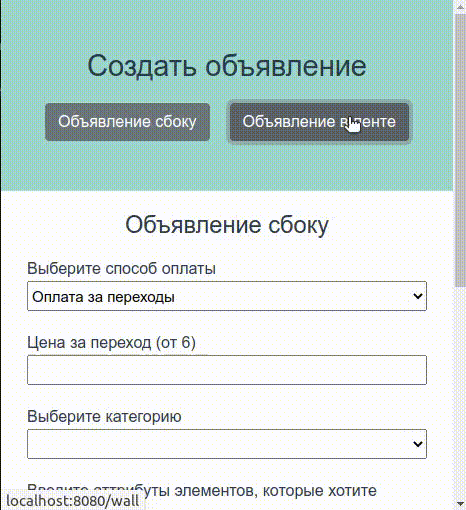 Создать объявление
Объявление сбоку
Объявление в ленте
Объявление сбоку
Выберите способ оплаты
Оплата за переходы
Цена за переход (от 6)
Выберите категорию
Введите аттрибуты элементов, которые хотите
localhost:8080/wall